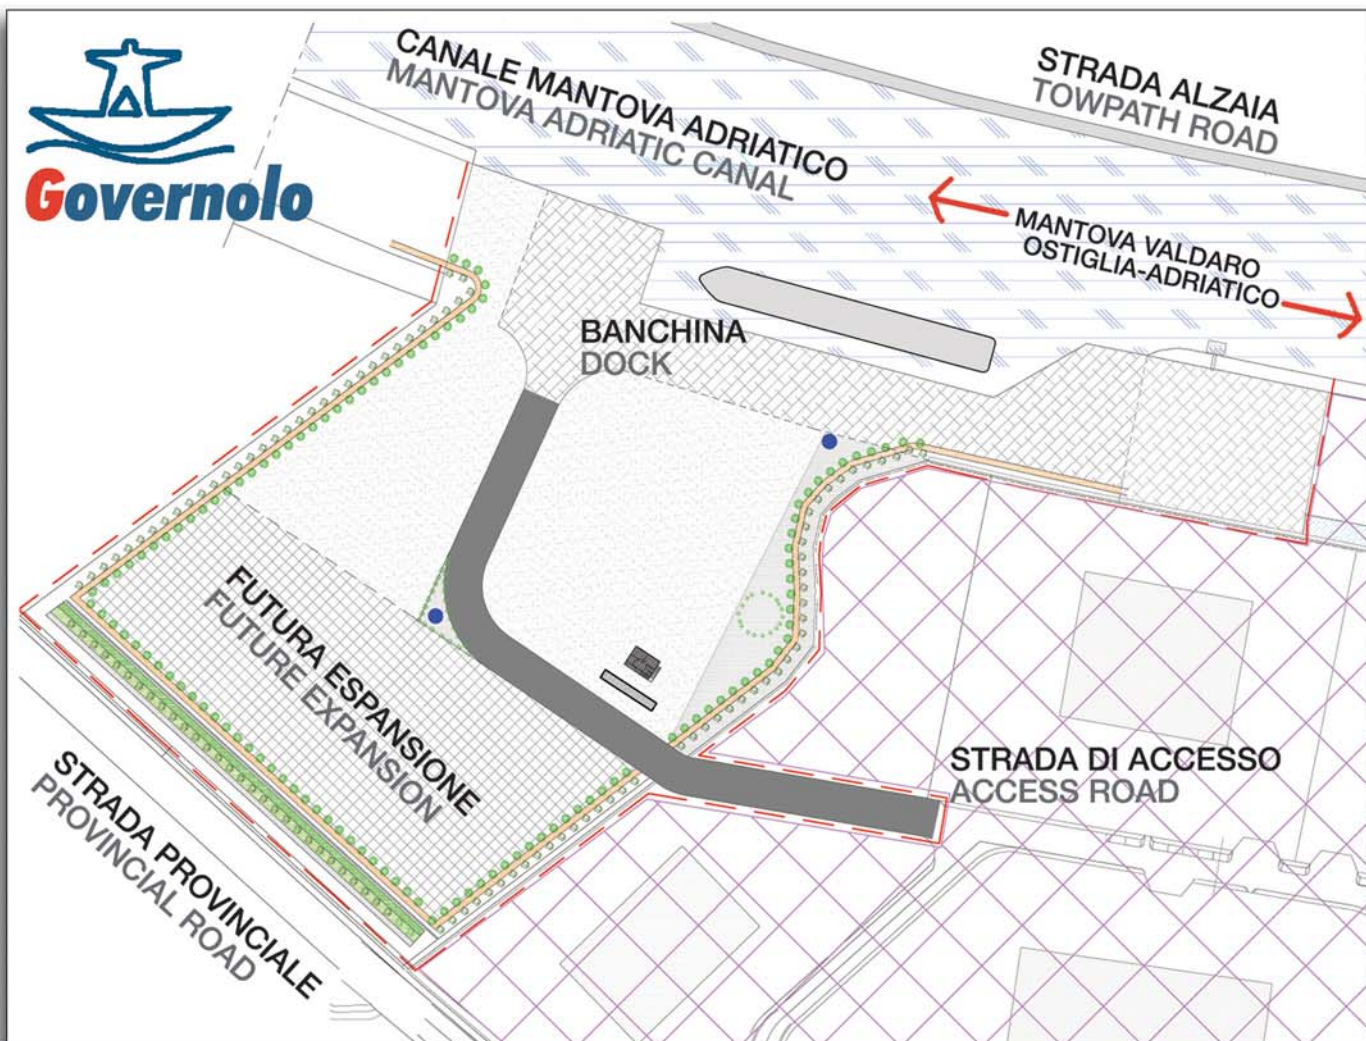 Governolo
CANALE MANTOVA ADRIATICO
MANTOVA ADRIATIC CANAL
STRADA ALZAIA
TOWPATH ROAD
MANTOVA VALDARO
OSTIGLIA-ADRIATICO
BANCHINA
DOCK
FUTURA ESPANSIONE
FUTURE EXPANSION
STRADA DI ACCESSO
ACCESS ROAD
STRADA PROVINCIALE
PROVINCIAL ROAD